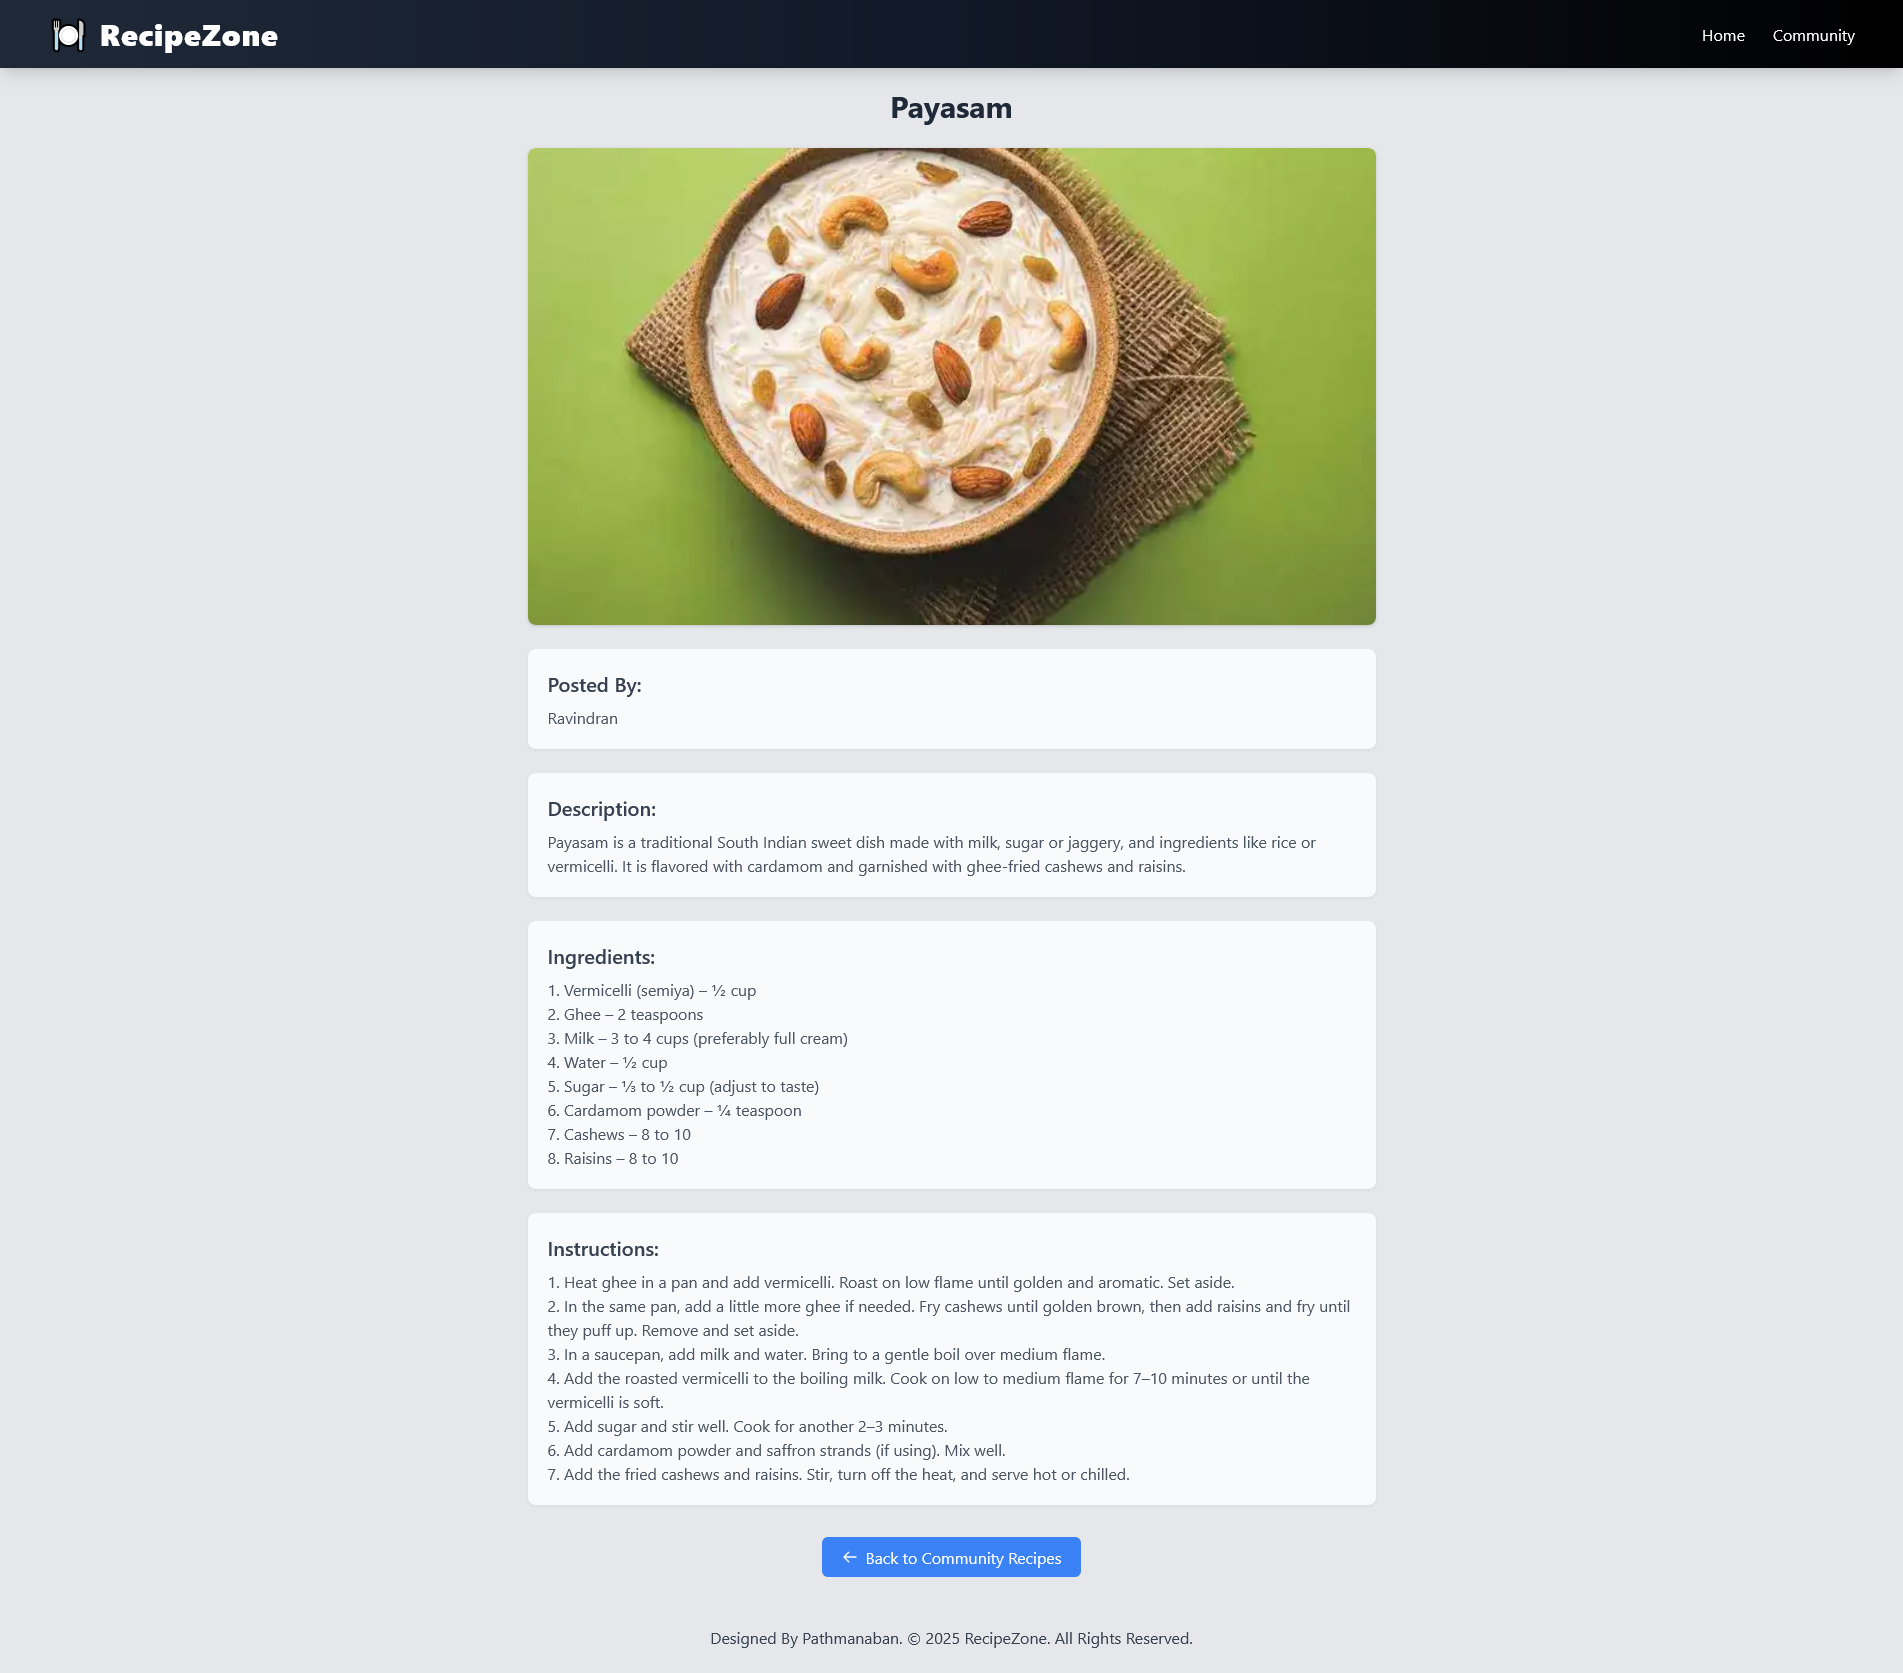 RecipeZone
Home
Community
Payasam
Posted By:
Ravindran
Description:
Payasam is a traditional South Indian sweet dish made with milk, sugar or jaggery, and ingredients like rice or
vermicelli. It is flavored with cardamom and garnished with ghee-fried cashews and raisins.
Ingredients:
1. Vermicelli (semiya) – ½ cup
2. Ghee – 2 teaspoons
3. Milk – 3 to 4 cups (preferably full cream)
4. Water – ½ cup
5. Sugar – ⅓ to ½ cup (adjust to taste)
6. Cardamom powder – ¼ teaspoon
7. Cashews – 8 to 10
8. Raisins – 8 to 10
Instructions:
1. Heat ghee in a pan and add vermicelli. Roast on low flame until golden and aromatic. Set aside.
2. In the same pan, add a little more ghee if needed. Fry cashews until golden brown, then add raisins and fry until
they puff up. Remove and set aside.
3. In a saucepan, add milk and water. Bring to a gentle boil over medium flame.
4. Add the roasted vermicelli to the boiling milk. Cook on low to medium flame for 7–10 minutes or until the
vermicelli is soft.
5. Add sugar and stir well. Cook for another 2–3 minutes.
6. Add cardamom powder and saffron strands (if using). Mix well.
7. Add the fried cashews and raisins. Stir, turn off the heat, and serve hot or chilled.
← Back to Community Recipes
Designed By Pathmanaban. © 2025 RecipeZone. All Rights Reserved.